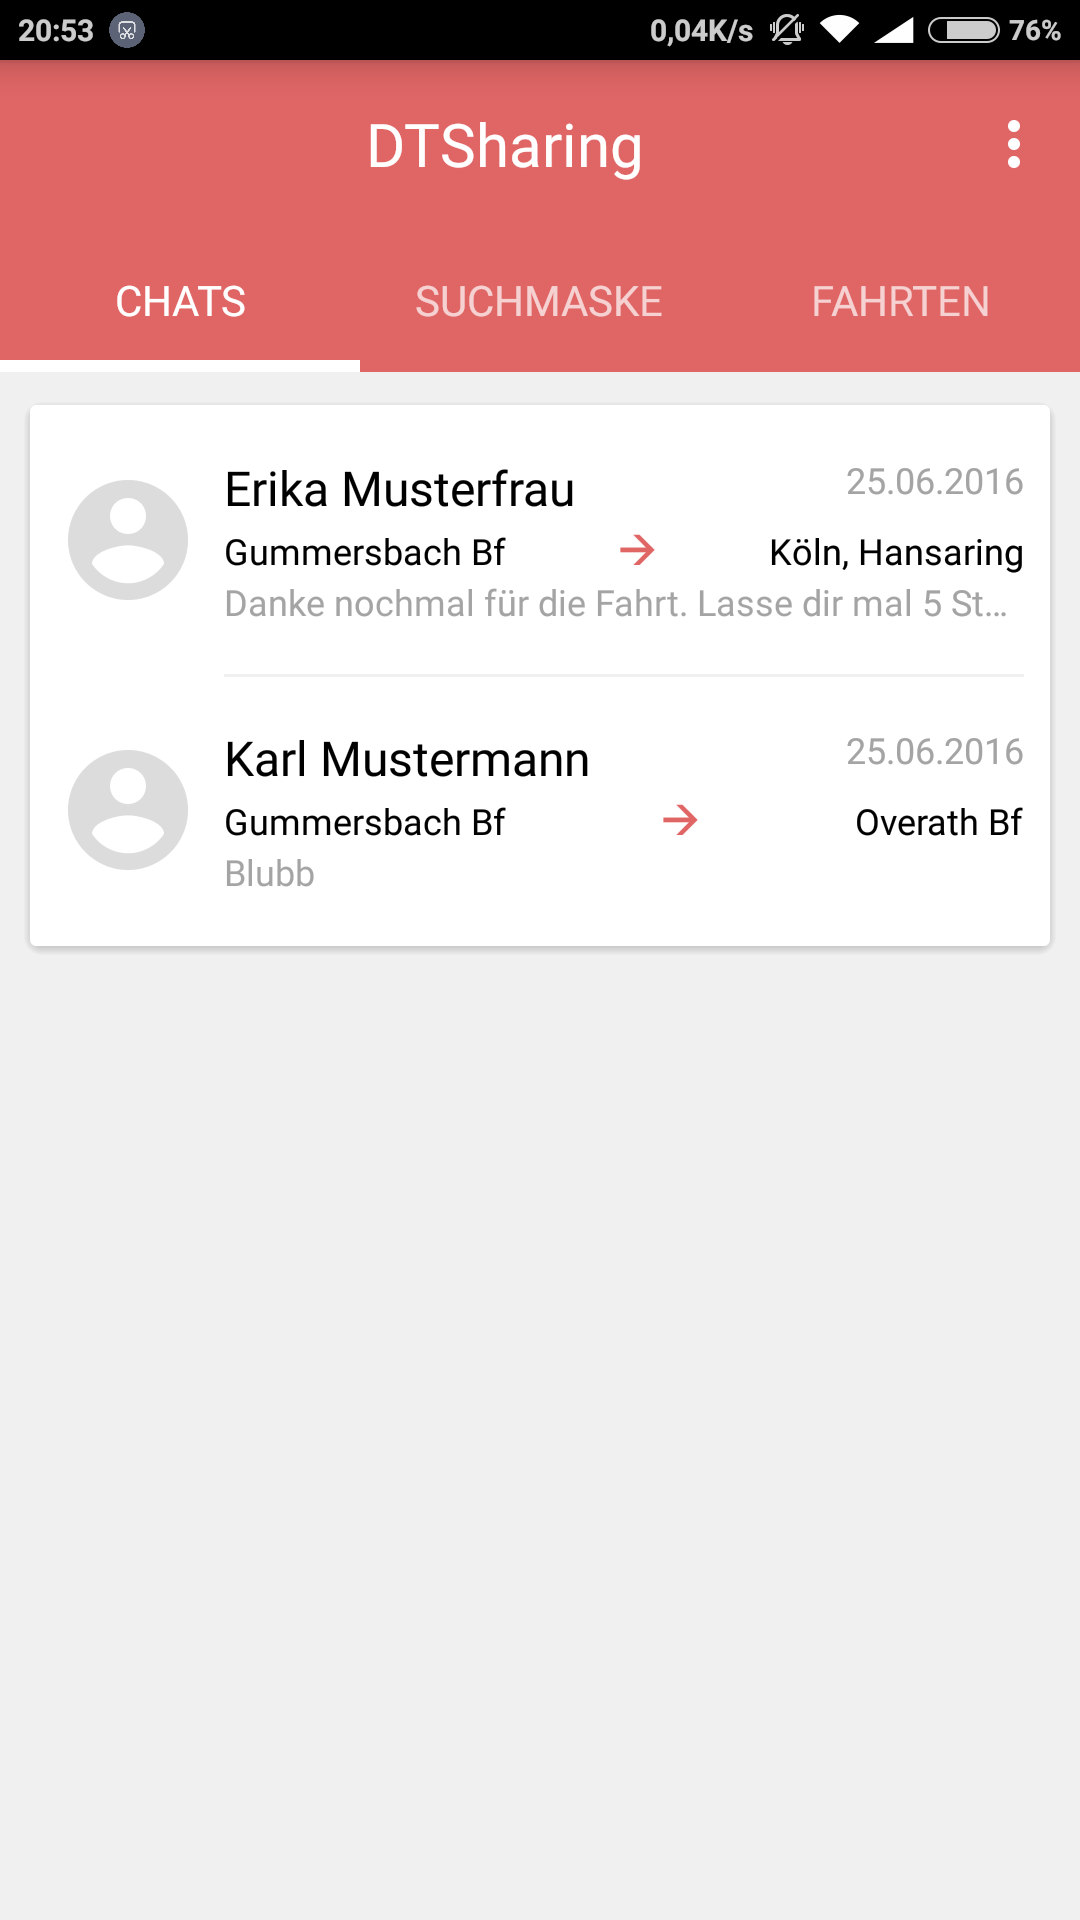 20:53 0,04K/s 76%
DTSharing
CHATS SUCHMASKE FAHRTEN
Erika Musterfrau 25.06.2016
Gummersbach Bf → Köln, Hansaring
Danke nochmal für die Fahrt. Lasse dir mal 5 St...
Karl Mustermann 25.06.2016
Gummersbach Bf → Overath Bf
Blubb